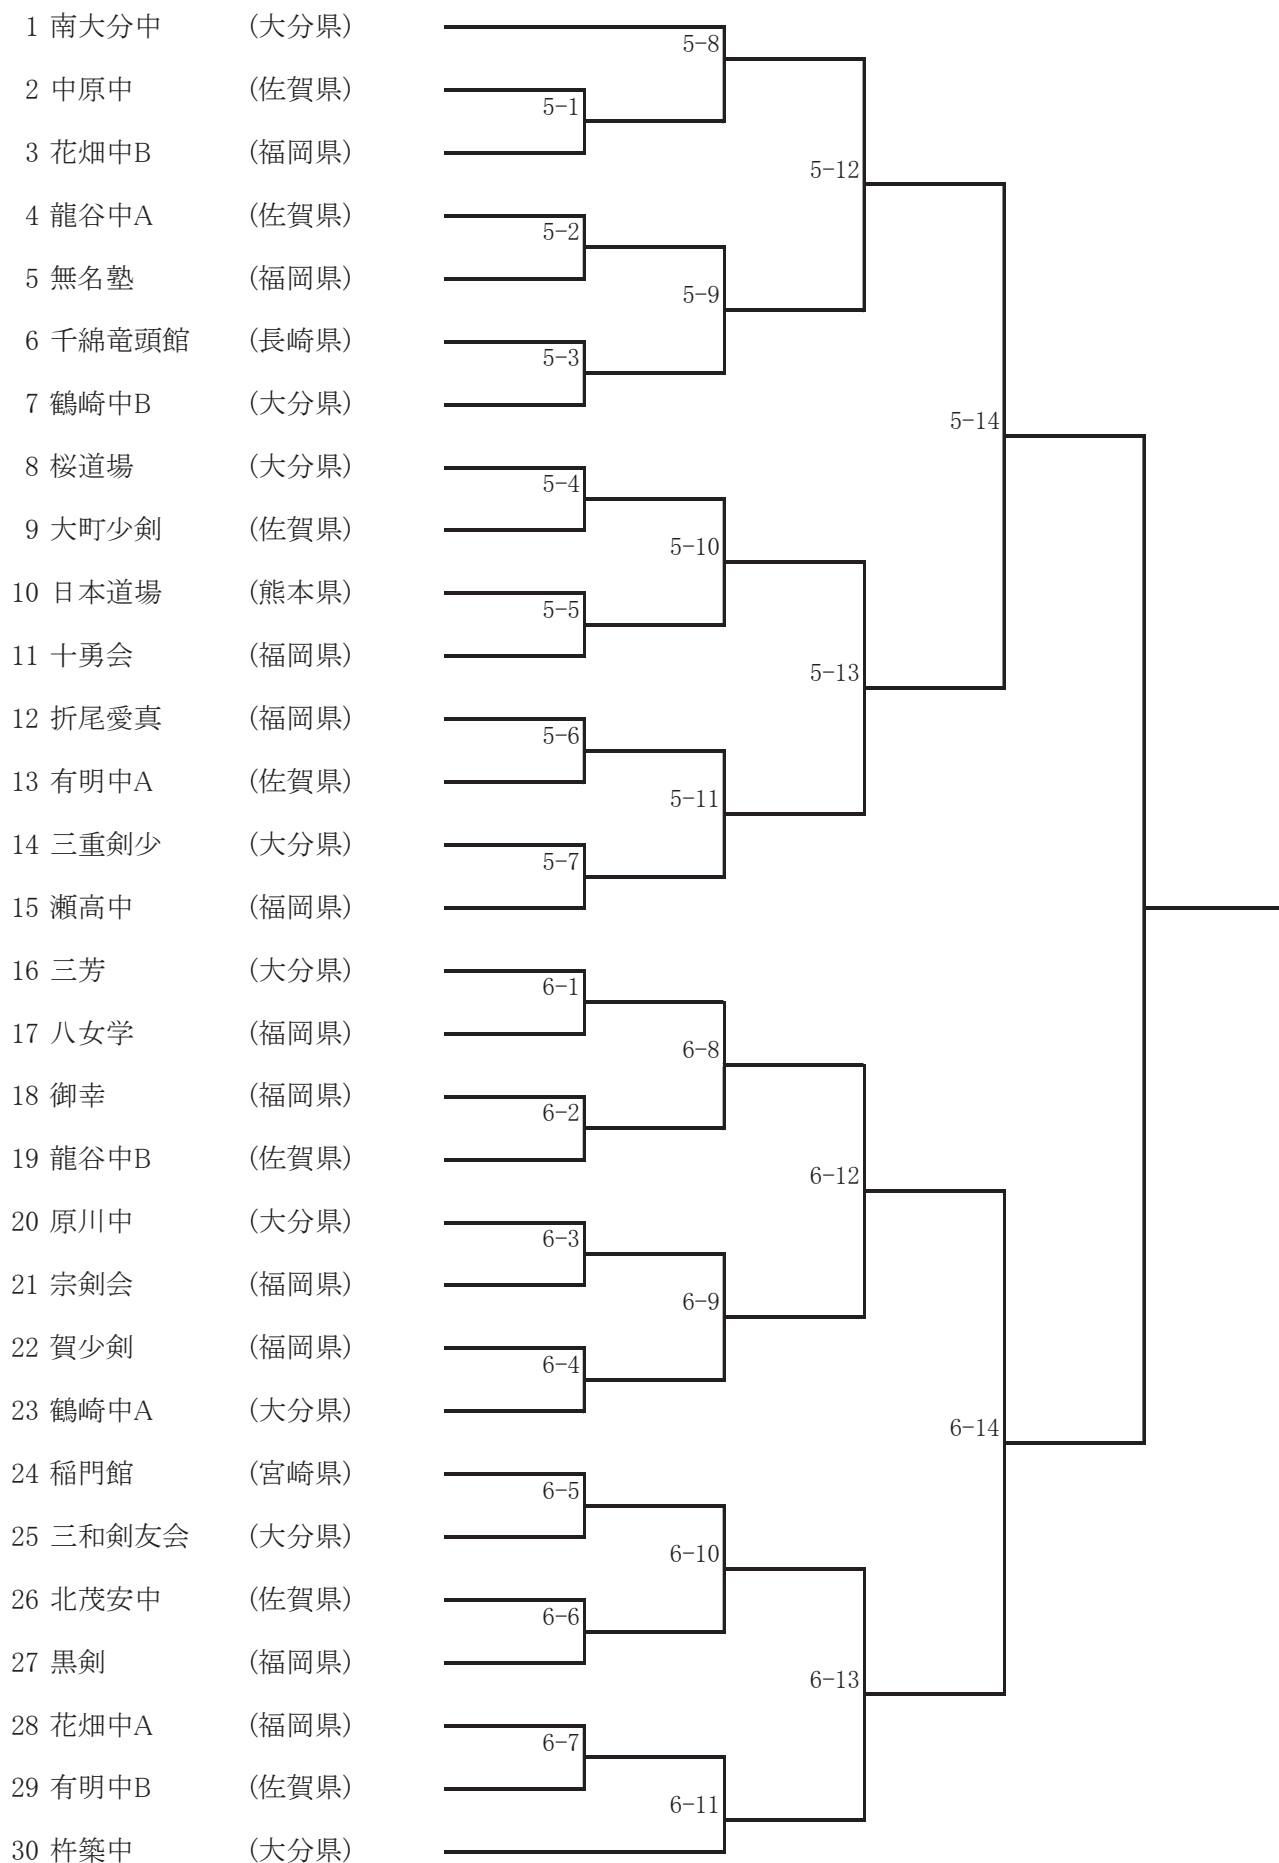 1 南大分中 (大分県)
5-8
2 中原中 (佐賀県)
5-1
3 花畑中B (福岡県)
5-12
4 龍谷中A (佐賀県)
5-2
5 無名塾 (福岡県)
5-9
6 千綿竜頭館 (長崎県)
5-3
7 鶴崎中B (大分県)
5-14
8 桜道場 (大分県)
5-4
9 大町少剣 (佐賀県)
5-10
10 日本道場 (熊本県)
5-5
11 十勇会 (福岡県)
5-13
12 折尾愛真 (福岡県)
5-6
13 有明中A (佐賀県)
5-11
14 三重剣少 (大分県)
5-7
15 瀬高中 (福岡県)
16 三芳 (大分県)
6-1
17 八女学 (福岡県)
6-8
18 御幸 (福岡県)
6-2
19 龍谷中B (佐賀県)
6-12
20 原川中 (大分県)
6-3
21 宗剣会 (福岡県)
6-9
22 賀少剣 (福岡県)
6-4
23 鶴崎中A (大分県)
6-14
24 稲門館 (宮崎県)
6-5
25 三和剣友会 (大分県)
6-10
26 北茂安中 (佐賀県)
6-6
27 黒剣 (福岡県)
6-13
28 花畑中A (福岡県)
6-7
29 有明中B (佐賀県)
6-11
30 杵築中 (大分県)